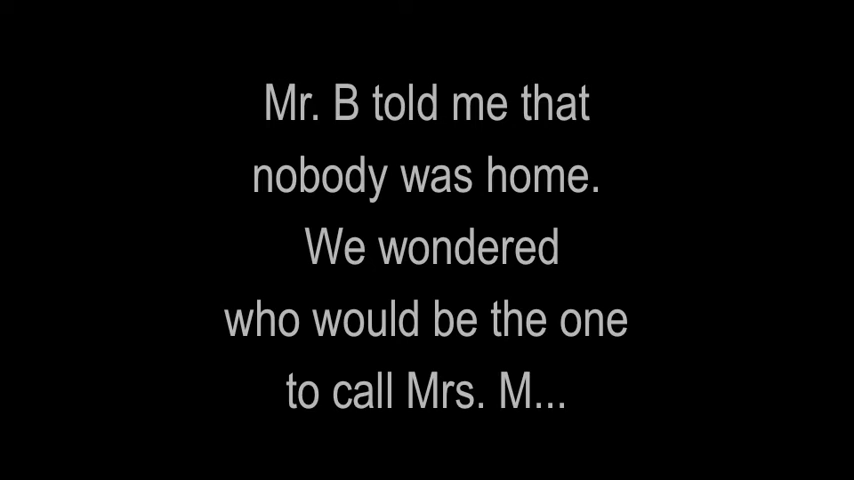 Mr. B told me that
nobody was home.
We wondered
who would be the one
to call Mrs. M...